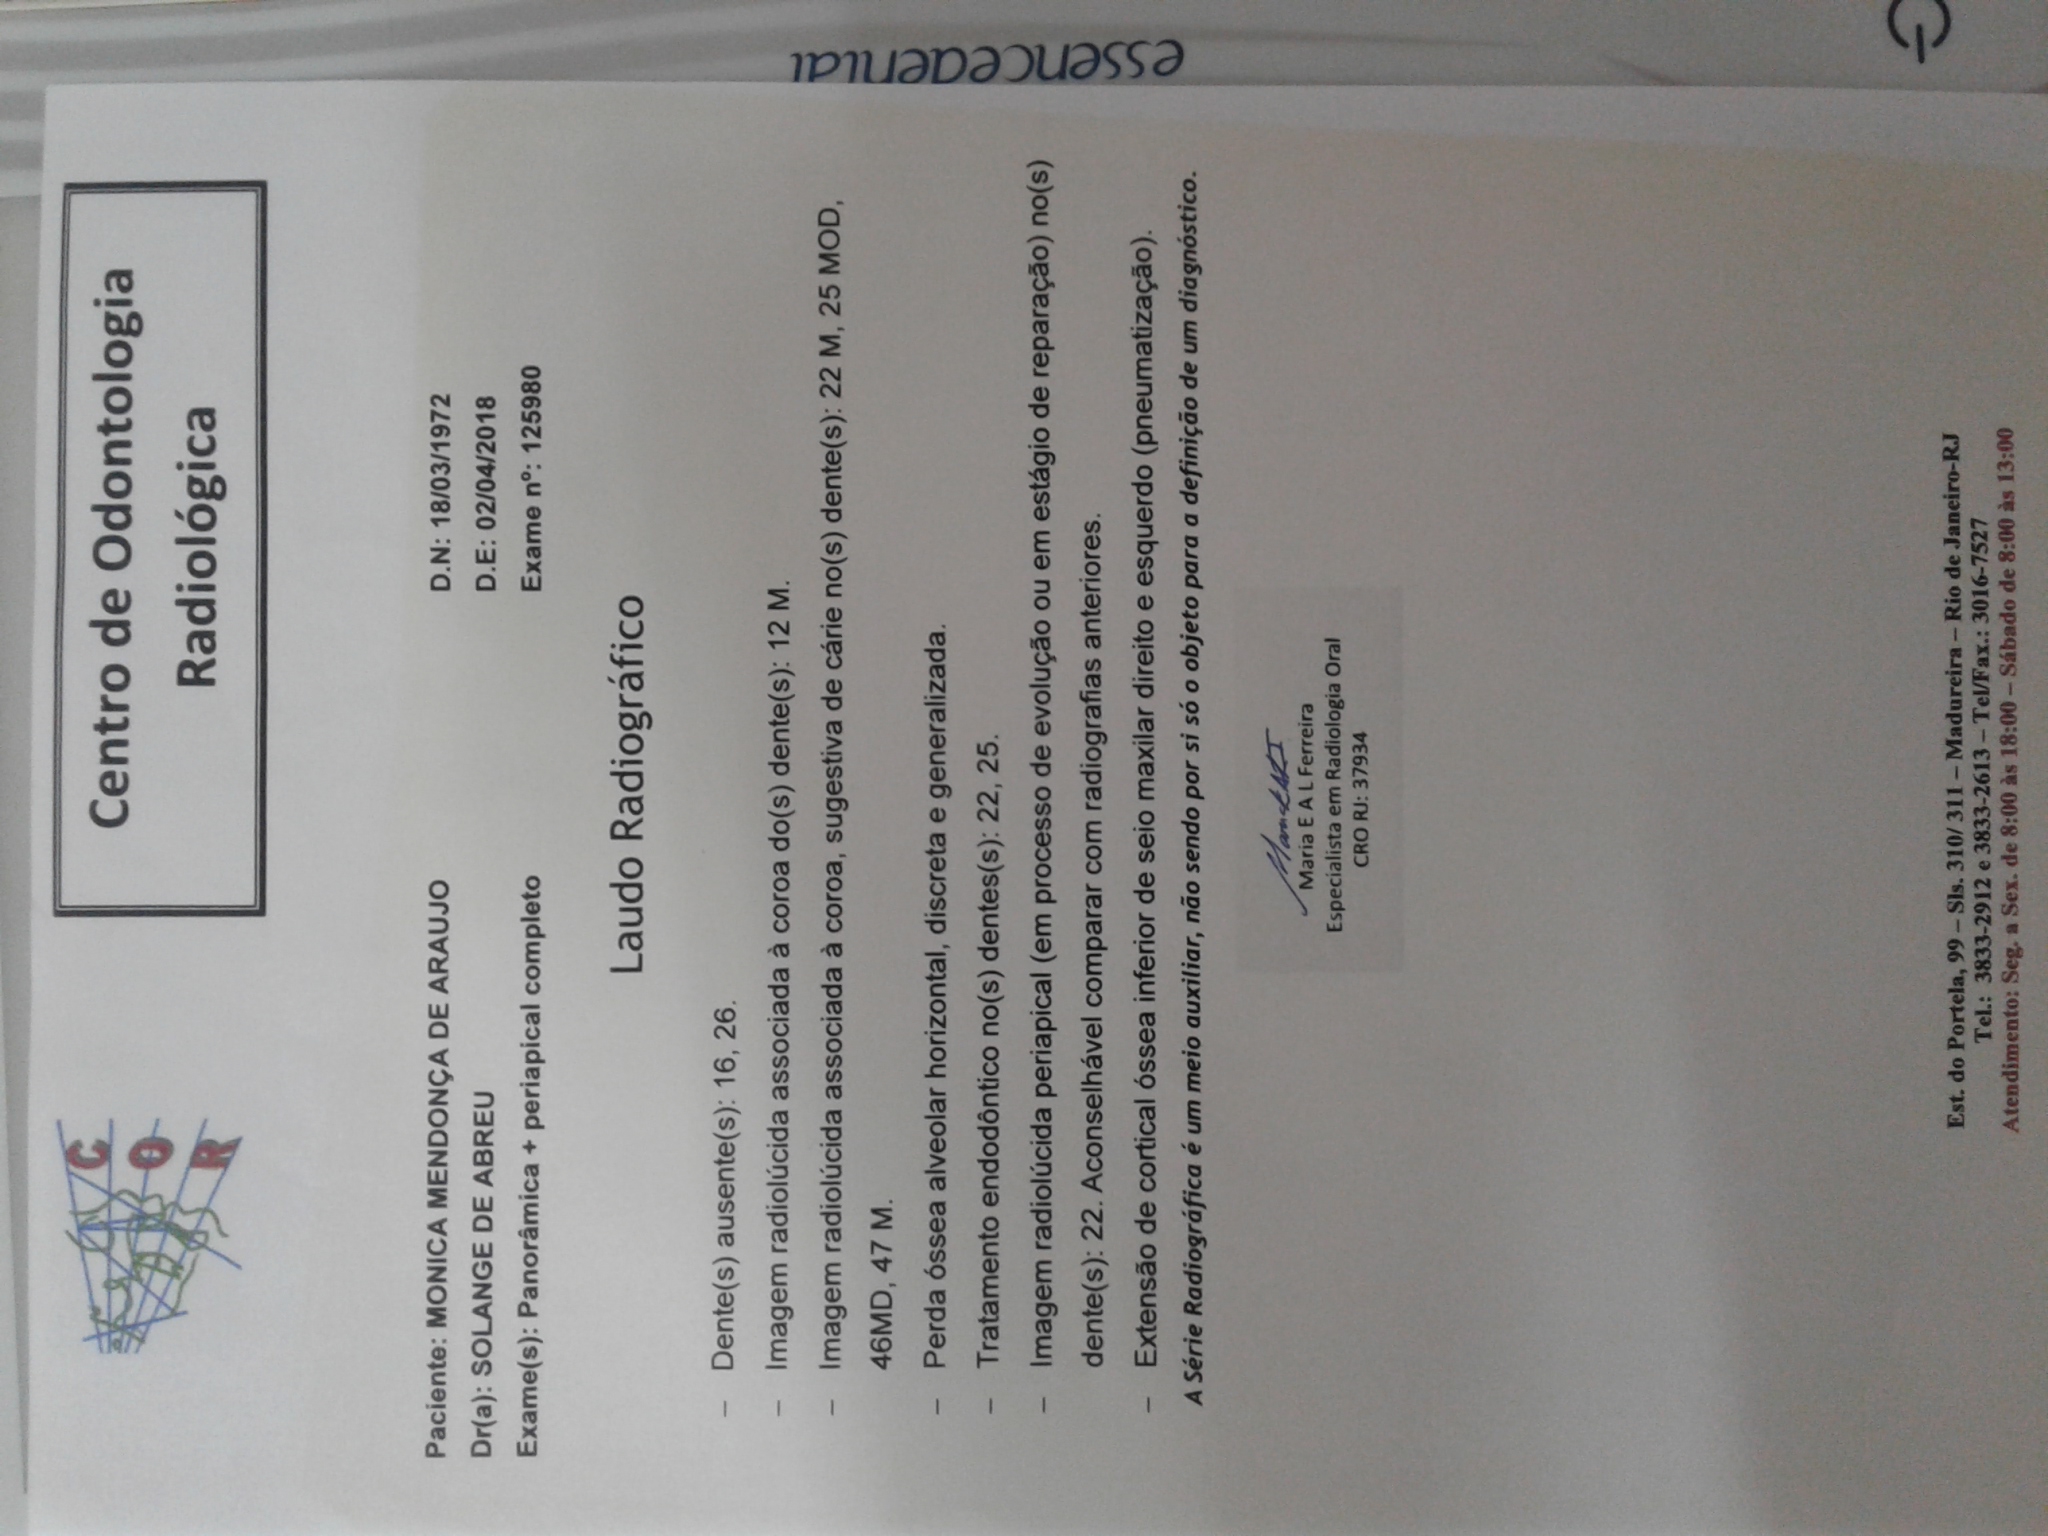 essencedental
C
O
R
Centro de Odontologia
Radiológica
Paciente: MONICA MENDONÇA DE ARAUJO D.N: 18/03/1972
Dr(a): SOLANGE DE ABREU D.E: 02/04/2018
Exame(s): Panorâmica + periapical completo Exame nº: 125980
Laudo Radiográfico
– Dente(s) ausente(s): 16, 26.
– Imagem radiolúcida associada à coroa do(s) dente(s): 12 M.
– Imagem radiolúcida associada à coroa, sugestiva de cárie no(s) dente(s): 22 M, 25 MOD,
46MD, 47 M.
– Perda óssea alveolar horizontal, discreta e generalizada.
– Tratamento endodôntico no(s) dentes(s): 22, 25.
– Imagem radiolúcida periapical (em processo de evolução ou em estágio de reparação) no(s)
dente(s): 22. Aconselhável comparar com radiografias anteriores.
– Extensão de cortical óssea inferior de seio maxilar direito e esquerdo (pneumatização).
A Série Radiográfica é um meio auxiliar, não sendo por si só o objeto para a definição de um diagnóstico.
Maria E A L Ferreira
Especialista em Radiologia Oral
CRO RJ: 37934
Est. do Portela, 99 – Sls. 310/ 311 – Madureira – Rio de Janeiro-RJ
Tel.: 3833-2912 e 3833-2613 – Tel/Fax.: 3016-7527
Atendimento: Seg. a Sex. de 8:00 às 18:00 – Sábado de 8:00 às 13:00